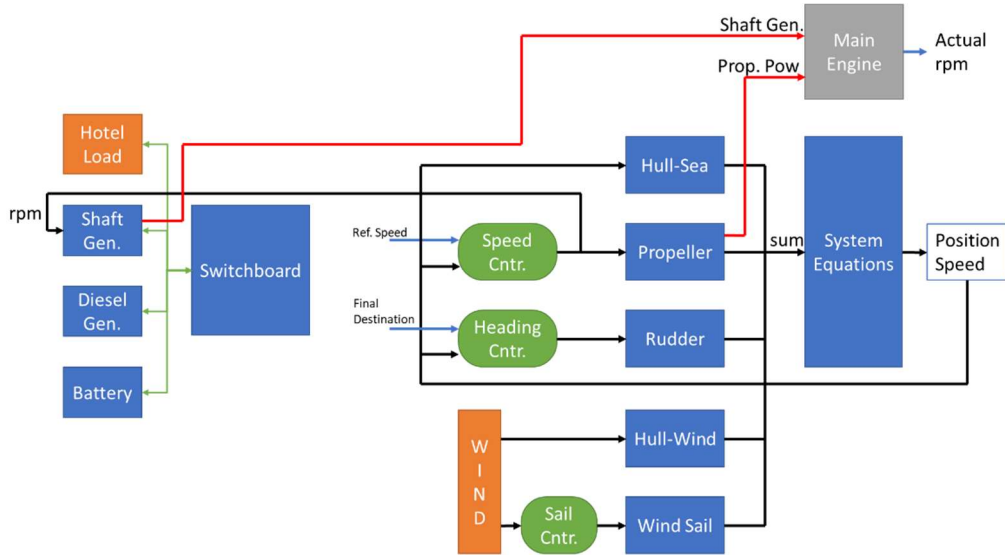 Shaft Gen.
Main
Engine
Actual
rpm
Prop. Pow
Hotel
Load
Hull-Sea
rpm
Shaft
Gen.
Switchboard
Ref. Speed
Speed
Cntr.
Propeller
sum
System
Equations
Position
Speed
Diesel
Gen.
Final
Destination
Heading
Cntr.
Rudder
Battery
W
I
N
D
Hull-Wind
Sail
Cntr.
Wind Sail